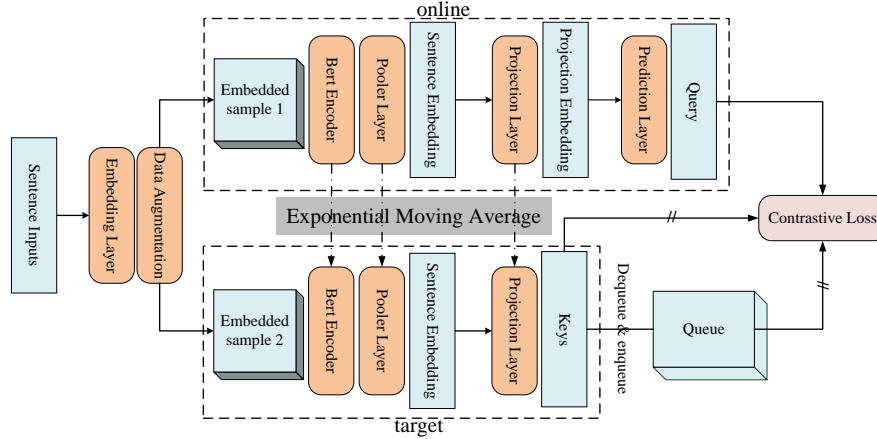 online
Embedded
sample 1
Bert Encoder
Pooler Layer
Sentence Embedding
Projection Layer
Projection Embedding
Prediction Layer
Query
Sentence Inputs
Embedding Layer
Data Augmentation
Exponential Moving Average
Contrastive Loss
Embedded
sample 2
Bert Encoder
Pooler Layer
Sentence Embedding
Projection Layer
Keys
Dequeue & enqueue
Queue
target